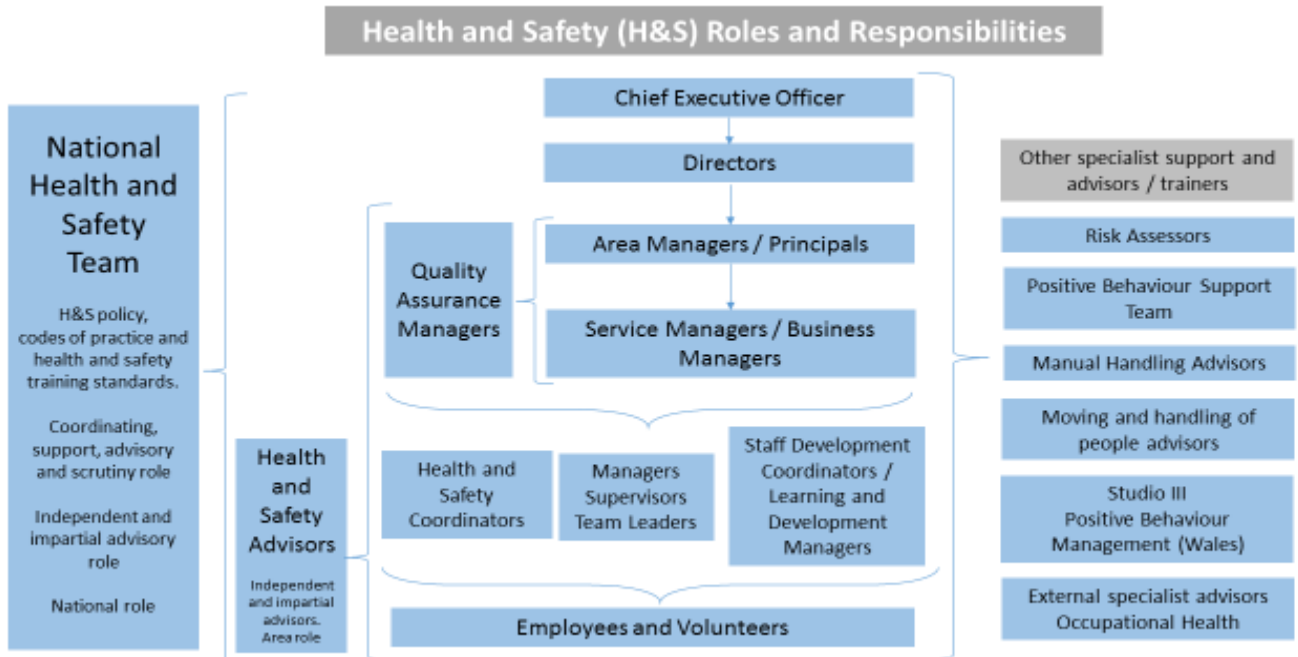 Health and Safety (H&S) Roles and Responsibilities
National
Health and
Safety
Team
H&S policy,
codes of practice and
health and safety
training standards.
Coordinating,
support, advisory
and scrutiny role
Independent and
impartial advisory
role
National role
Health
and
Safety
Advisors
Independent
and impartial
advisors.
Area role
Chief Executive Officer
Directors
Quality
Assurance
Managers
Area Managers / Principals
Service Managers / Business
Managers
Health and
Safety
Coordinators
Managers
Supervisors
Team Leaders
Staff Development
Coordinators /
Learning and
Development
Managers
Employees and Volunteers
Other specialist support and
advisors / trainers
Risk Assessors
Positive Behaviour Support
Team
Manual Handling Advisors
Moving and handling of
people advisors
Studio III
Positive Behaviour
Management (Wales)
External specialist advisors
Occupational Health